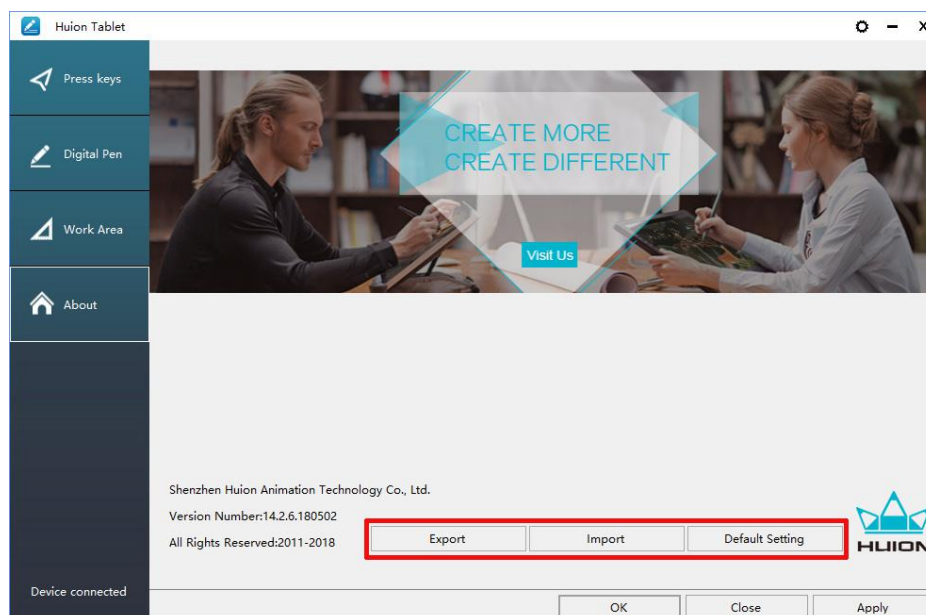 Huion Tablet
Press keys
Digital Pen
Work Area
About
CREATE MORE
CREATE DIFFERENT
Visit Us
Shenzhen Huion Animation Technology Co., Ltd.
Version Number:14.2.6.180502
All Rights Reserved:2011-2018
Export Import Default Setting
HUION
Device connected
OK Close Apply